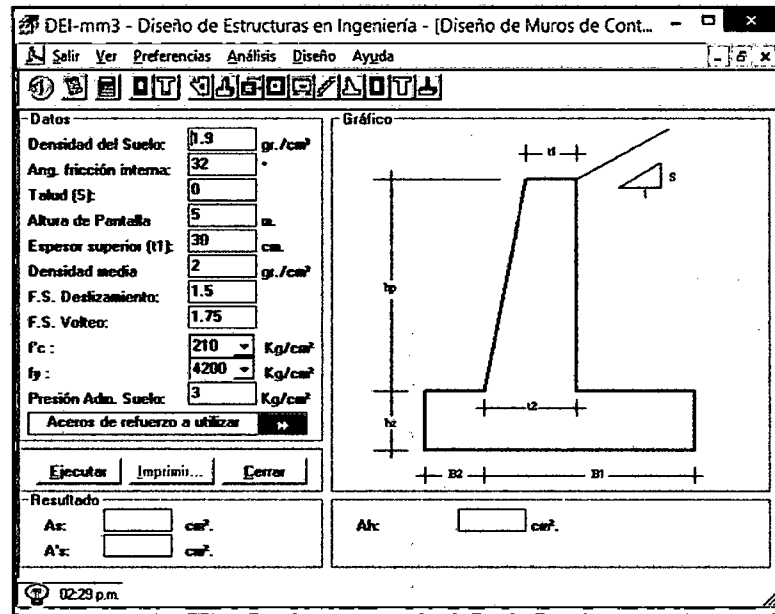 DEI-mm3 - Diseño de Estructuras en Ingeniería - [Diseño de Muros de Cont...
Salir Ver Preferencias Análisis Diseño Ayuda
Datos
Densidad del Suelo: 1.9 gr./cm³
Ang. fricción interna: 32 °
Talud (S): 0
Altura de Pantalla 5 m.
Espesor superior (t1): 30 cm.
Densidad media 2 gr./cm³
F.S. Deslizamiento: 1.5
F.S. Volteo: 1.75
f'c : 210 Kg/cm²
fy : 4200 Kg/cm²
Presión Adm. Suelo: 3 Kg/cm²
Aceros de refuerzo a utilizar
Ejecutar Imprimir... Cerrar
Gráfico
t1
S
1
hp
t2
hz
B2 B1
Resultado
As: cm².
A's: cm².
Ah: cm².
02:29 p.m.